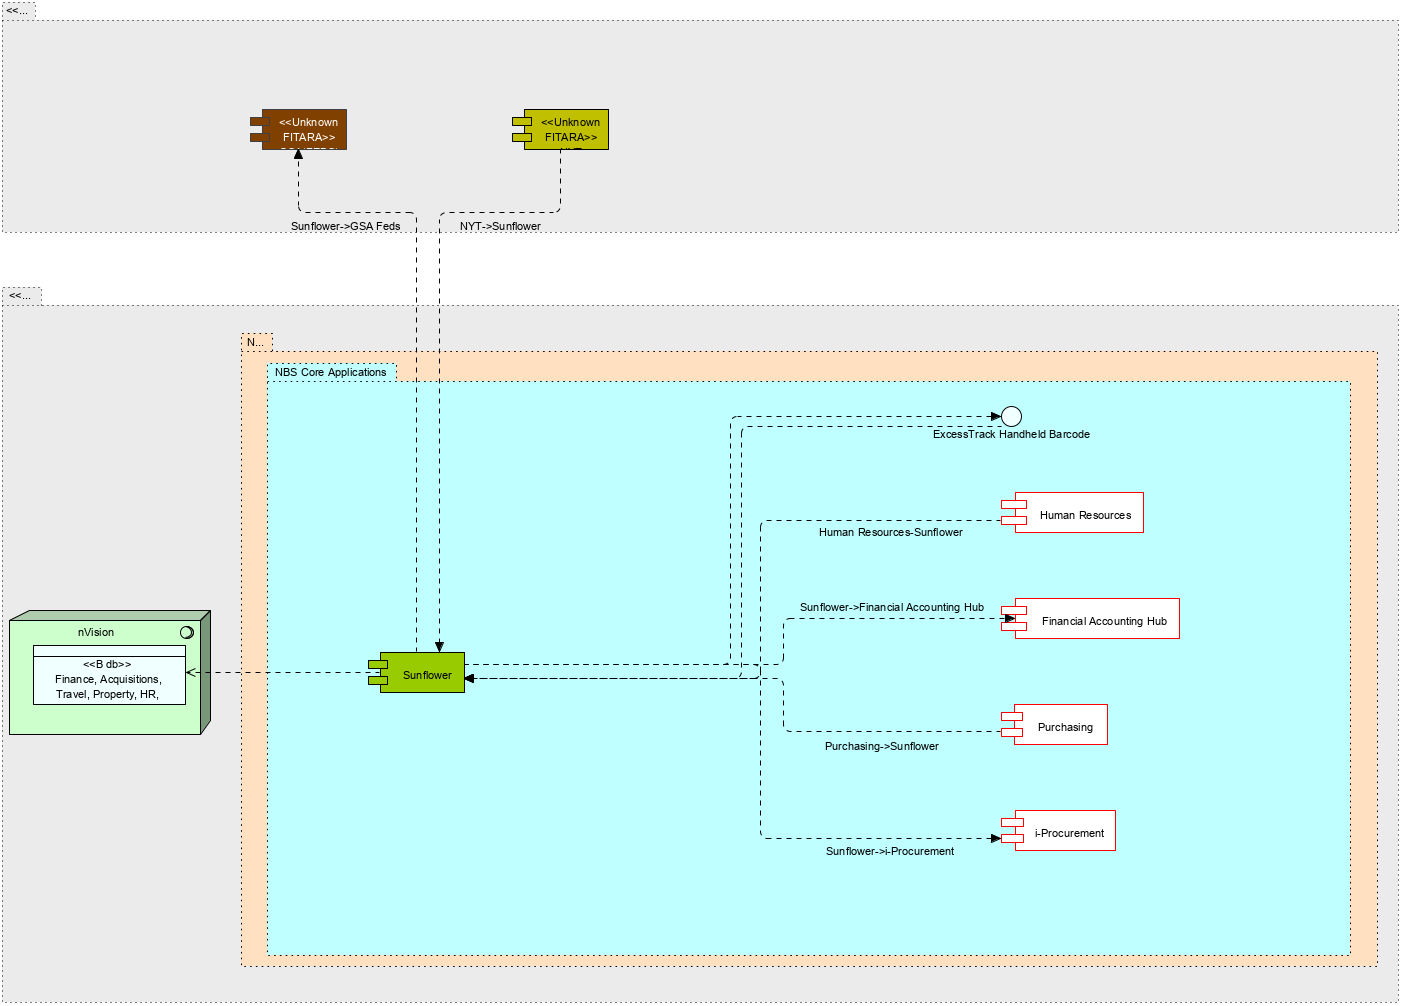 <<...
<<Unknown
FITARA>>
<<Unknown
FITARA>>
Sunflower->GSA Feds
NYT->Sunflower
<<...
N...
NBS Core Applications
ExcessTrack Handheld Barcode
Human Resources
Human Resources-Sunflower
Sunflower->Financial Accounting Hub
Financial Accounting Hub
nVision
<<B db>>
Finance, Acquisitions,
Travel, Property, HR,
Sunflower
Purchasing
Purchasing->Sunflower
i-Procurement
Sunflower->i-Procurement